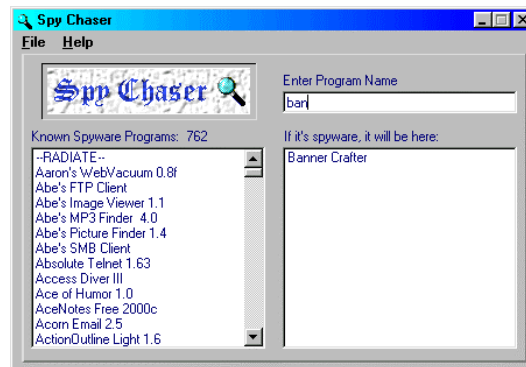 Spy Chaser
File Help
Spy Chaser
Enter Program Name
ban
Known Spyware Programs: 762
If it's spyware, it will be here:
--RADIATE--
Aaron's WebVacuum 0.8f
Abe's FTP Client
Abe's Image Viewer 1.1
Abe's MP3 Finder 4.0
Abe's Picture Finder 1.4
Abe's SMB Client
Absolute Telnet 1.63
Access Diver III
Ace of Humor 1.0
AceNotes Free 2000c
Acorn Email 2.5
ActionOutline Light 1.6
Banner Crafter